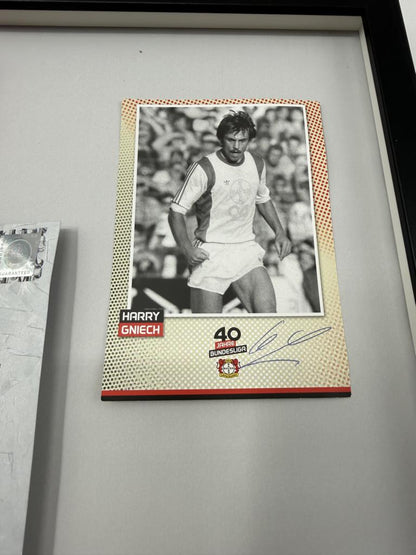 HARRY
GNIECH
40
JAHRE
BUNDESLIGA